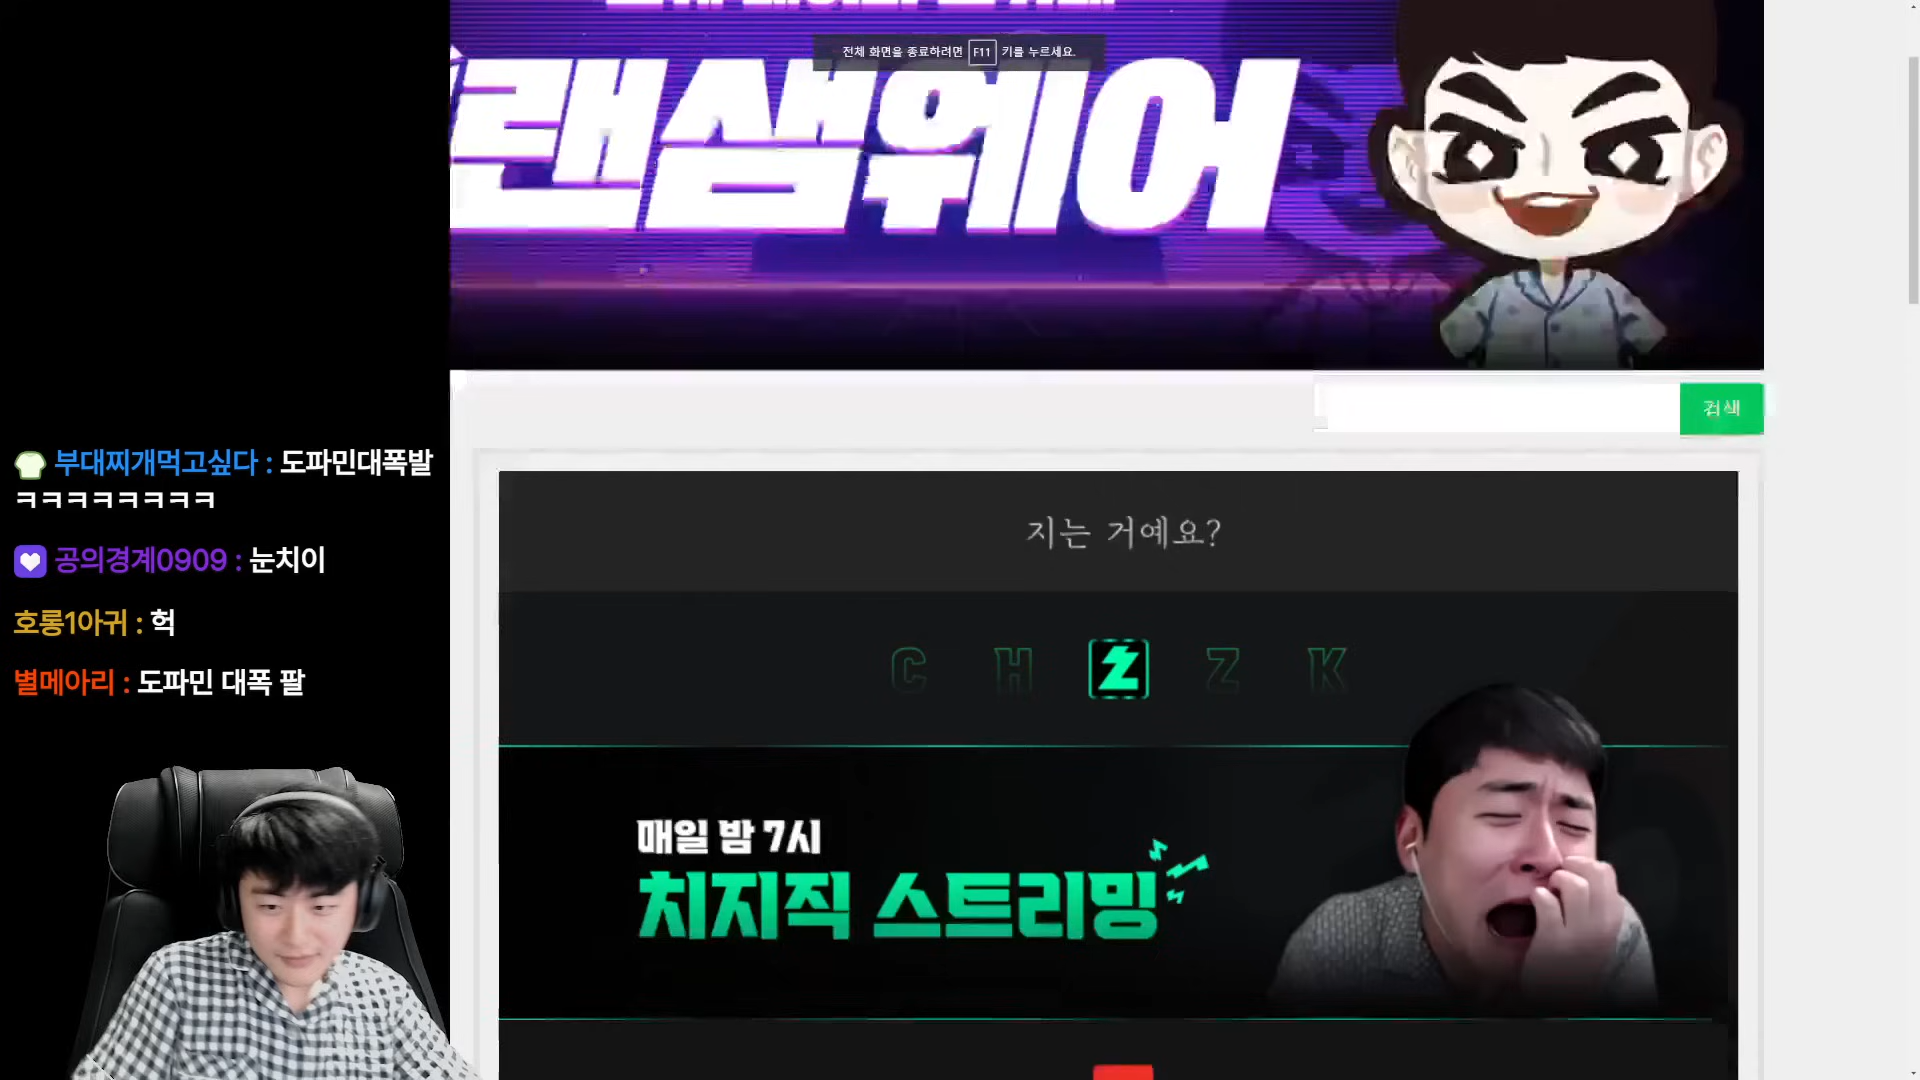 전체 화면을 종료하려면 F11 키를 누르세요.
랜섬웨어
검색
부대찌개먹고싶다 : 도파민대폭발
ㅋㅋㅋㅋㅋㅋㅋㅋ
공의경계0909 : 눈치이
호롱1아귀 : 헉
별메아리 : 도파민 대폭 팔
지는 거예요?
C H Z Z K
매일 밤 7시
치지직 스트리밍